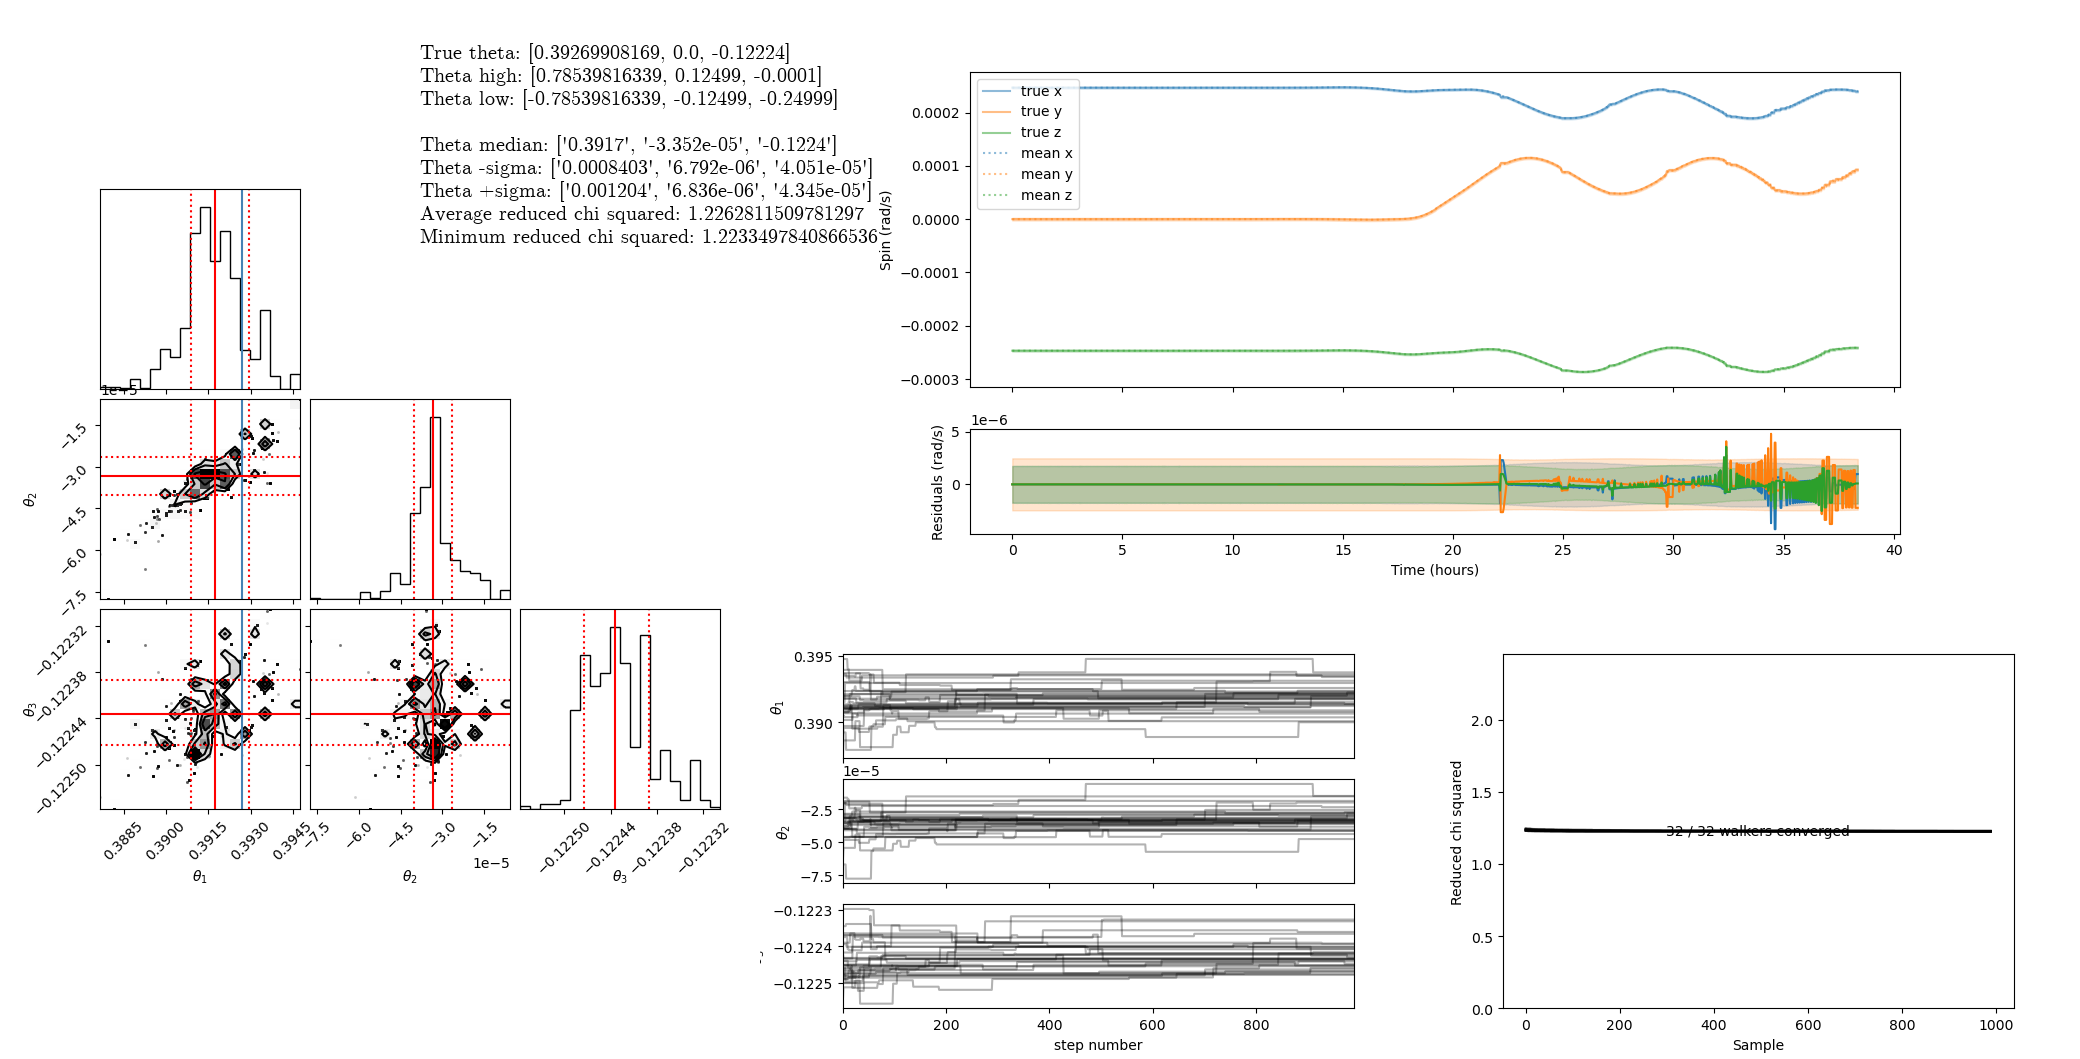 True theta: [0.39269908169, 0.0, -0.12224]
Theta high: [0.78539816339, 0.12499, -0.0001]
Theta low: [-0.78539816339, -0.12499, -0.24999]
Theta median: ['0.3917', '-3.352e-05', '-0.1224']
Theta -sigma: ['0.0008403', '6.792e-06', '4.051e-05']
Theta +sigma: ['0.001204', '6.836e-06', '4.345e-05']
Average reduced chi squared: 1.2262811509781297
Minimum reduced chi squared: 1.2233497840866536
true x
true y
true z
mean x
mean y
mean z
Spin (rad/s)
0.0002
0.0001
0.0000
−0.0001
−0.0002
−0.0003
1e−6
5
0
Residuals (rad/s)
0 5 10 15 20 25 30 35 40
Time (hours)
1e+5
θ2
−1.5
−3.0
−4.5
−6.0
−7.5
θ3
−0.12232
−0.12238
−0.12244
−0.12250
0.3885 0.3900 0.3915 0.3930 0.3945
θ1
−7.5 −6.0 −4.5 −3.0 −1.5
1e−5
θ2
−0.12250 −0.12244 −0.12238 −0.12232
θ3
0.395
0.390
θ1
1e−5
−2.5
−5.0
−7.5
θ2
−0.1223
−0.1224
−0.1225
0 200 400 600 800
step number
Reduced chi squared
2.0
1.5
1.0
0.5
0.0
32 / 32 walkers converged
0 200 400 600 800 1000
Sample